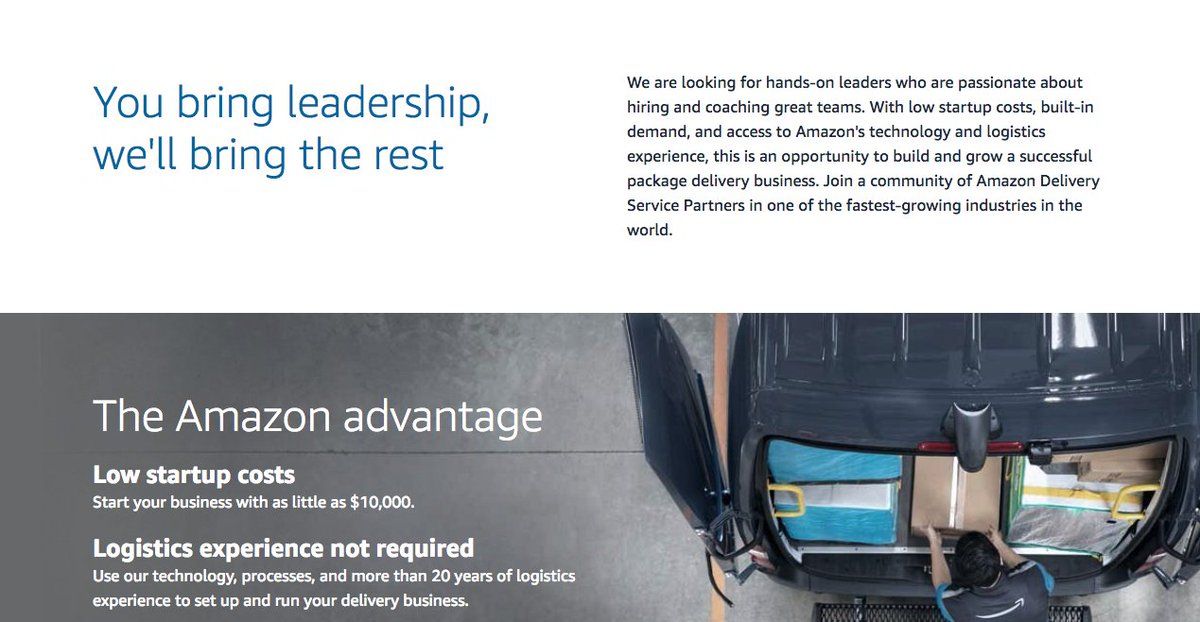 You bring leadership,
we'll bring the rest
We are looking for hands-on leaders who are passionate about
hiring and coaching great teams. With low startup costs, built-in
demand, and access to Amazon's technology and logistics
experience, this is an opportunity to build and grow a successful
package delivery business. Join a community of Amazon Delivery
Service Partners in one of the fastest-growing industries in the
world.
The Amazon advantage
Low startup costs
Start your business with as little as $10,000.
Logistics experience not required
Use our technology, processes, and more than 20 years of logistics
experience to set up and run your delivery business.